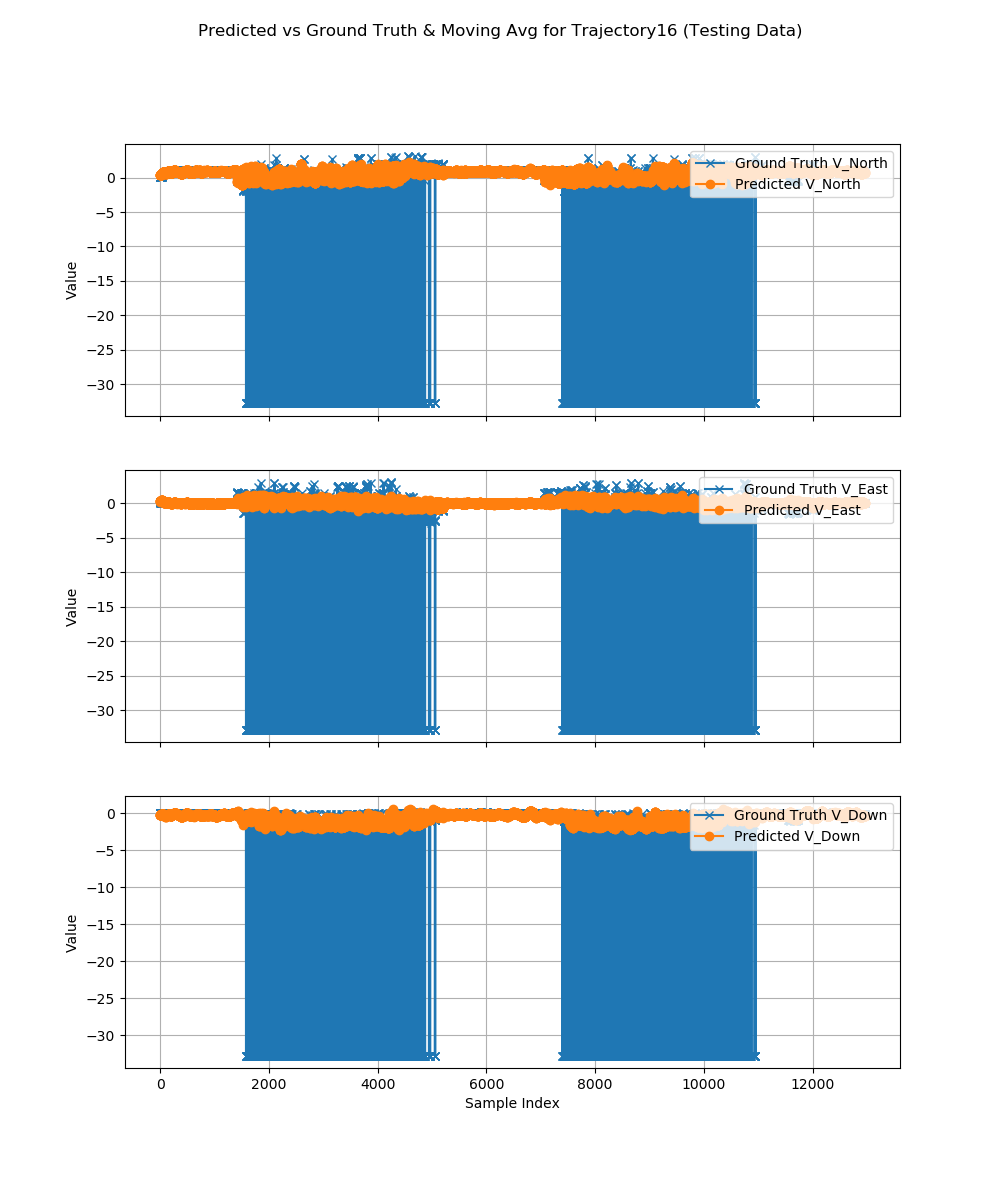 Predicted vs Ground Truth & Moving Avg for Trajectory16 (Testing Data)
0
−5
−10
−15
−20
−25
−30
Value
Ground Truth V_North
Predicted V_North
0
−5
−10
−15
−20
−25
−30
Value
Ground Truth V_East
Predicted V_East
0
−5
−10
−15
−20
−25
−30
Value
Ground Truth V_Down
Predicted V_Down
0 2000 4000 6000 8000 10000 12000
Sample Index